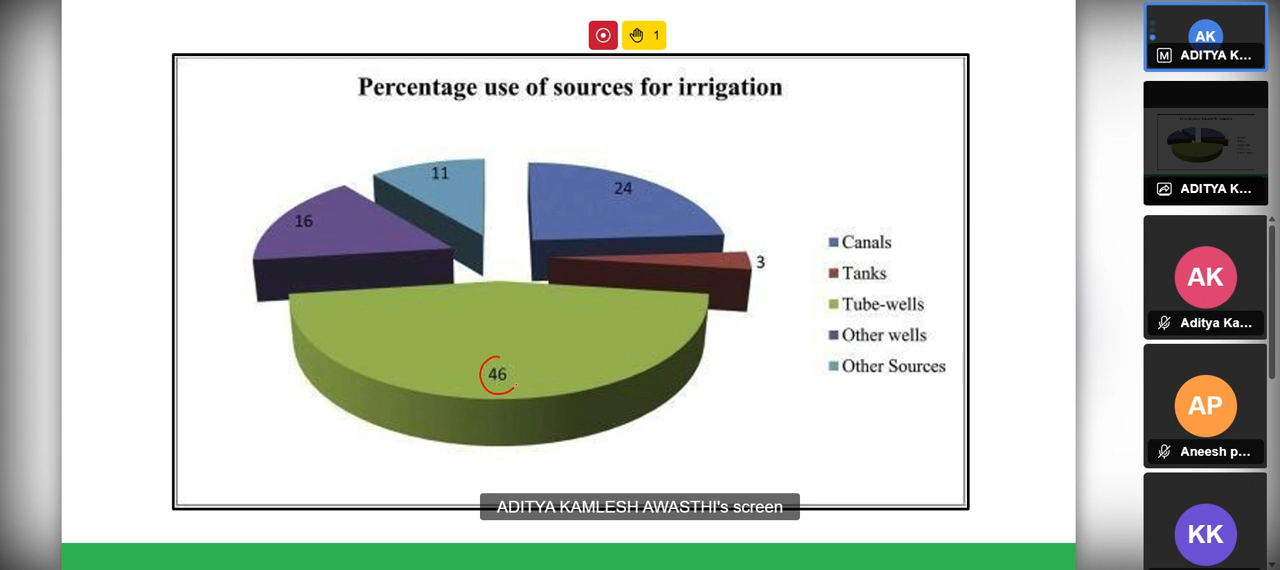 1
Percentage use of sources for irrigation
11
24
16
3
46
Canals
Tanks
Tube-wells
Other wells
Other Sources
ADITYA KAMLESH AWASTHI's screen
AK
M
ADITYA K...
ADITYA K...
AK
Aditya Ka...
AP
Aneesh p...
KK